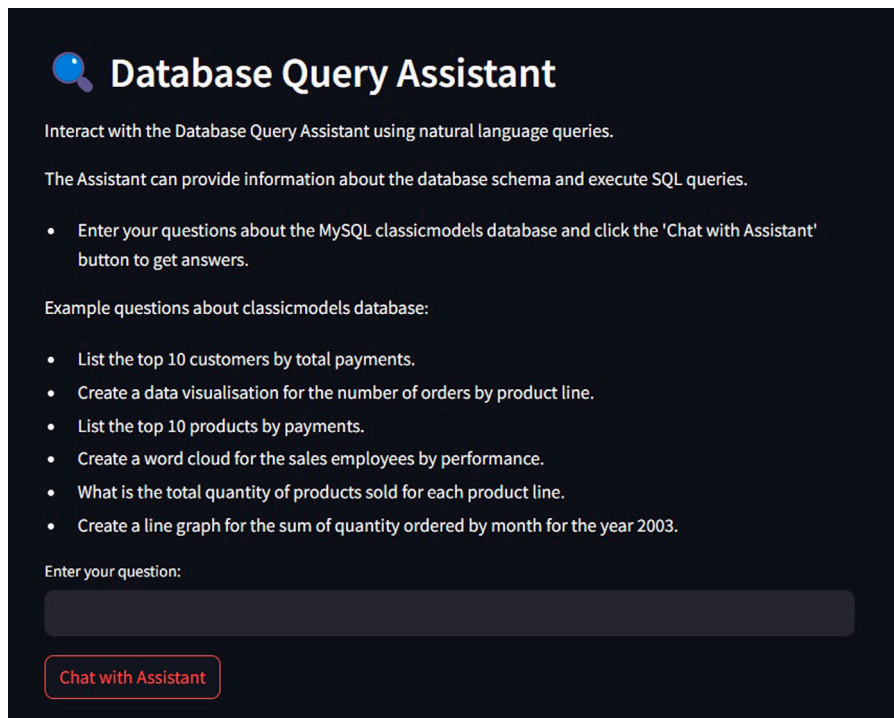 Database Query Assistant
Interact with the Database Query Assistant using natural language queries.
The Assistant can provide information about the database schema and execute SQL queries.
• Enter your questions about the MySQL classicmodels database and click the 'Chat with Assistant'
button to get answers.
Example questions about classicmodels database:
• List the top 10 customers by total payments.
• Create a data visualisation for the number of orders by product line.
• List the top 10 products by payments.
• Create a word cloud for the sales employees by performance.
• What is the total quantity of products sold for each product line.
• Create a line graph for the sum of quantity ordered by month for the year 2003.
Enter your question:
Chat with Assistant